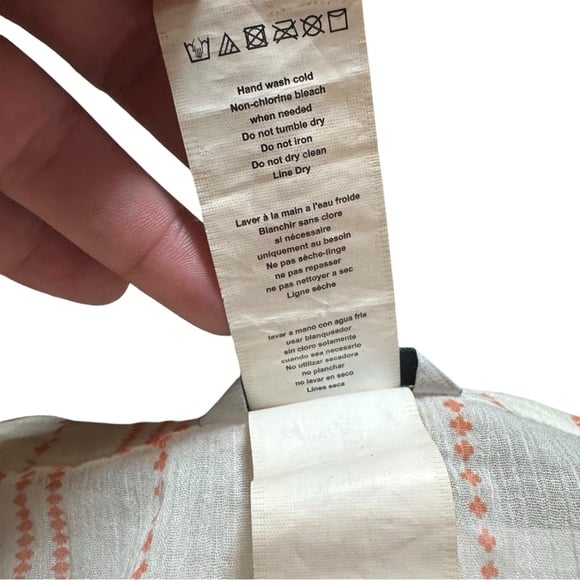 Hand wash cold
Non-chlorine bleach
when needed
Do not tumble dry
Do not iron
Do not dry clean
Line Dry
Laver à la main a l'eau froide
Blanchir sans clore
si nécessaire
uniquement au besoin
Ne pas sèche-linge
ne pas repasser
ne pas nettoyer a sec
Ligne sèche
lavar a mano con agua fria
usar blanqueador
sin cloro solamente
cuando sea necesario
No utilizar secadora
no planchar
no lavar en seco
Linea seca